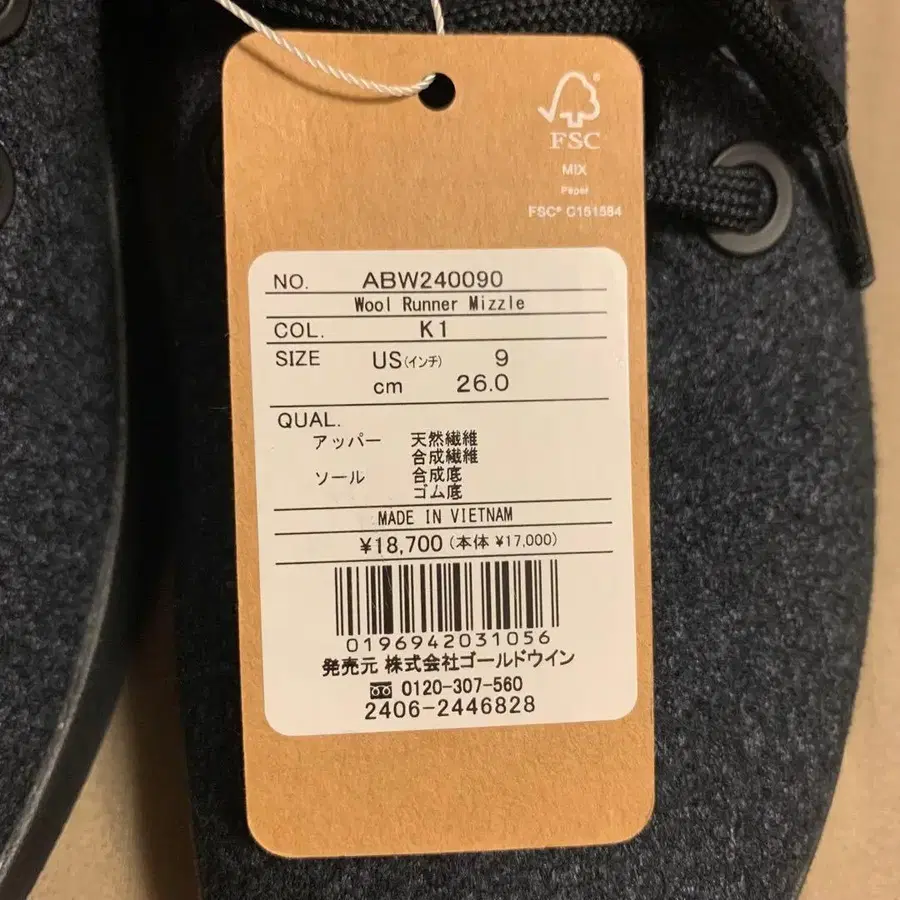 FSC
MIX
Paper
FSC® C151584
NO. ABW240090
Wool Runner Mizzle
COL. K1
SIZE US(インチ) 9
cm 26.0
QUAL.
アッパー 天然繊維
合成繊維
ソール 合成底
ゴム底
MADE IN VIETNAM
¥18,700(本体 ¥17,000)
0196942031056
発売元 株式会社ゴールドウイン
0120-307-560
2406-2446828